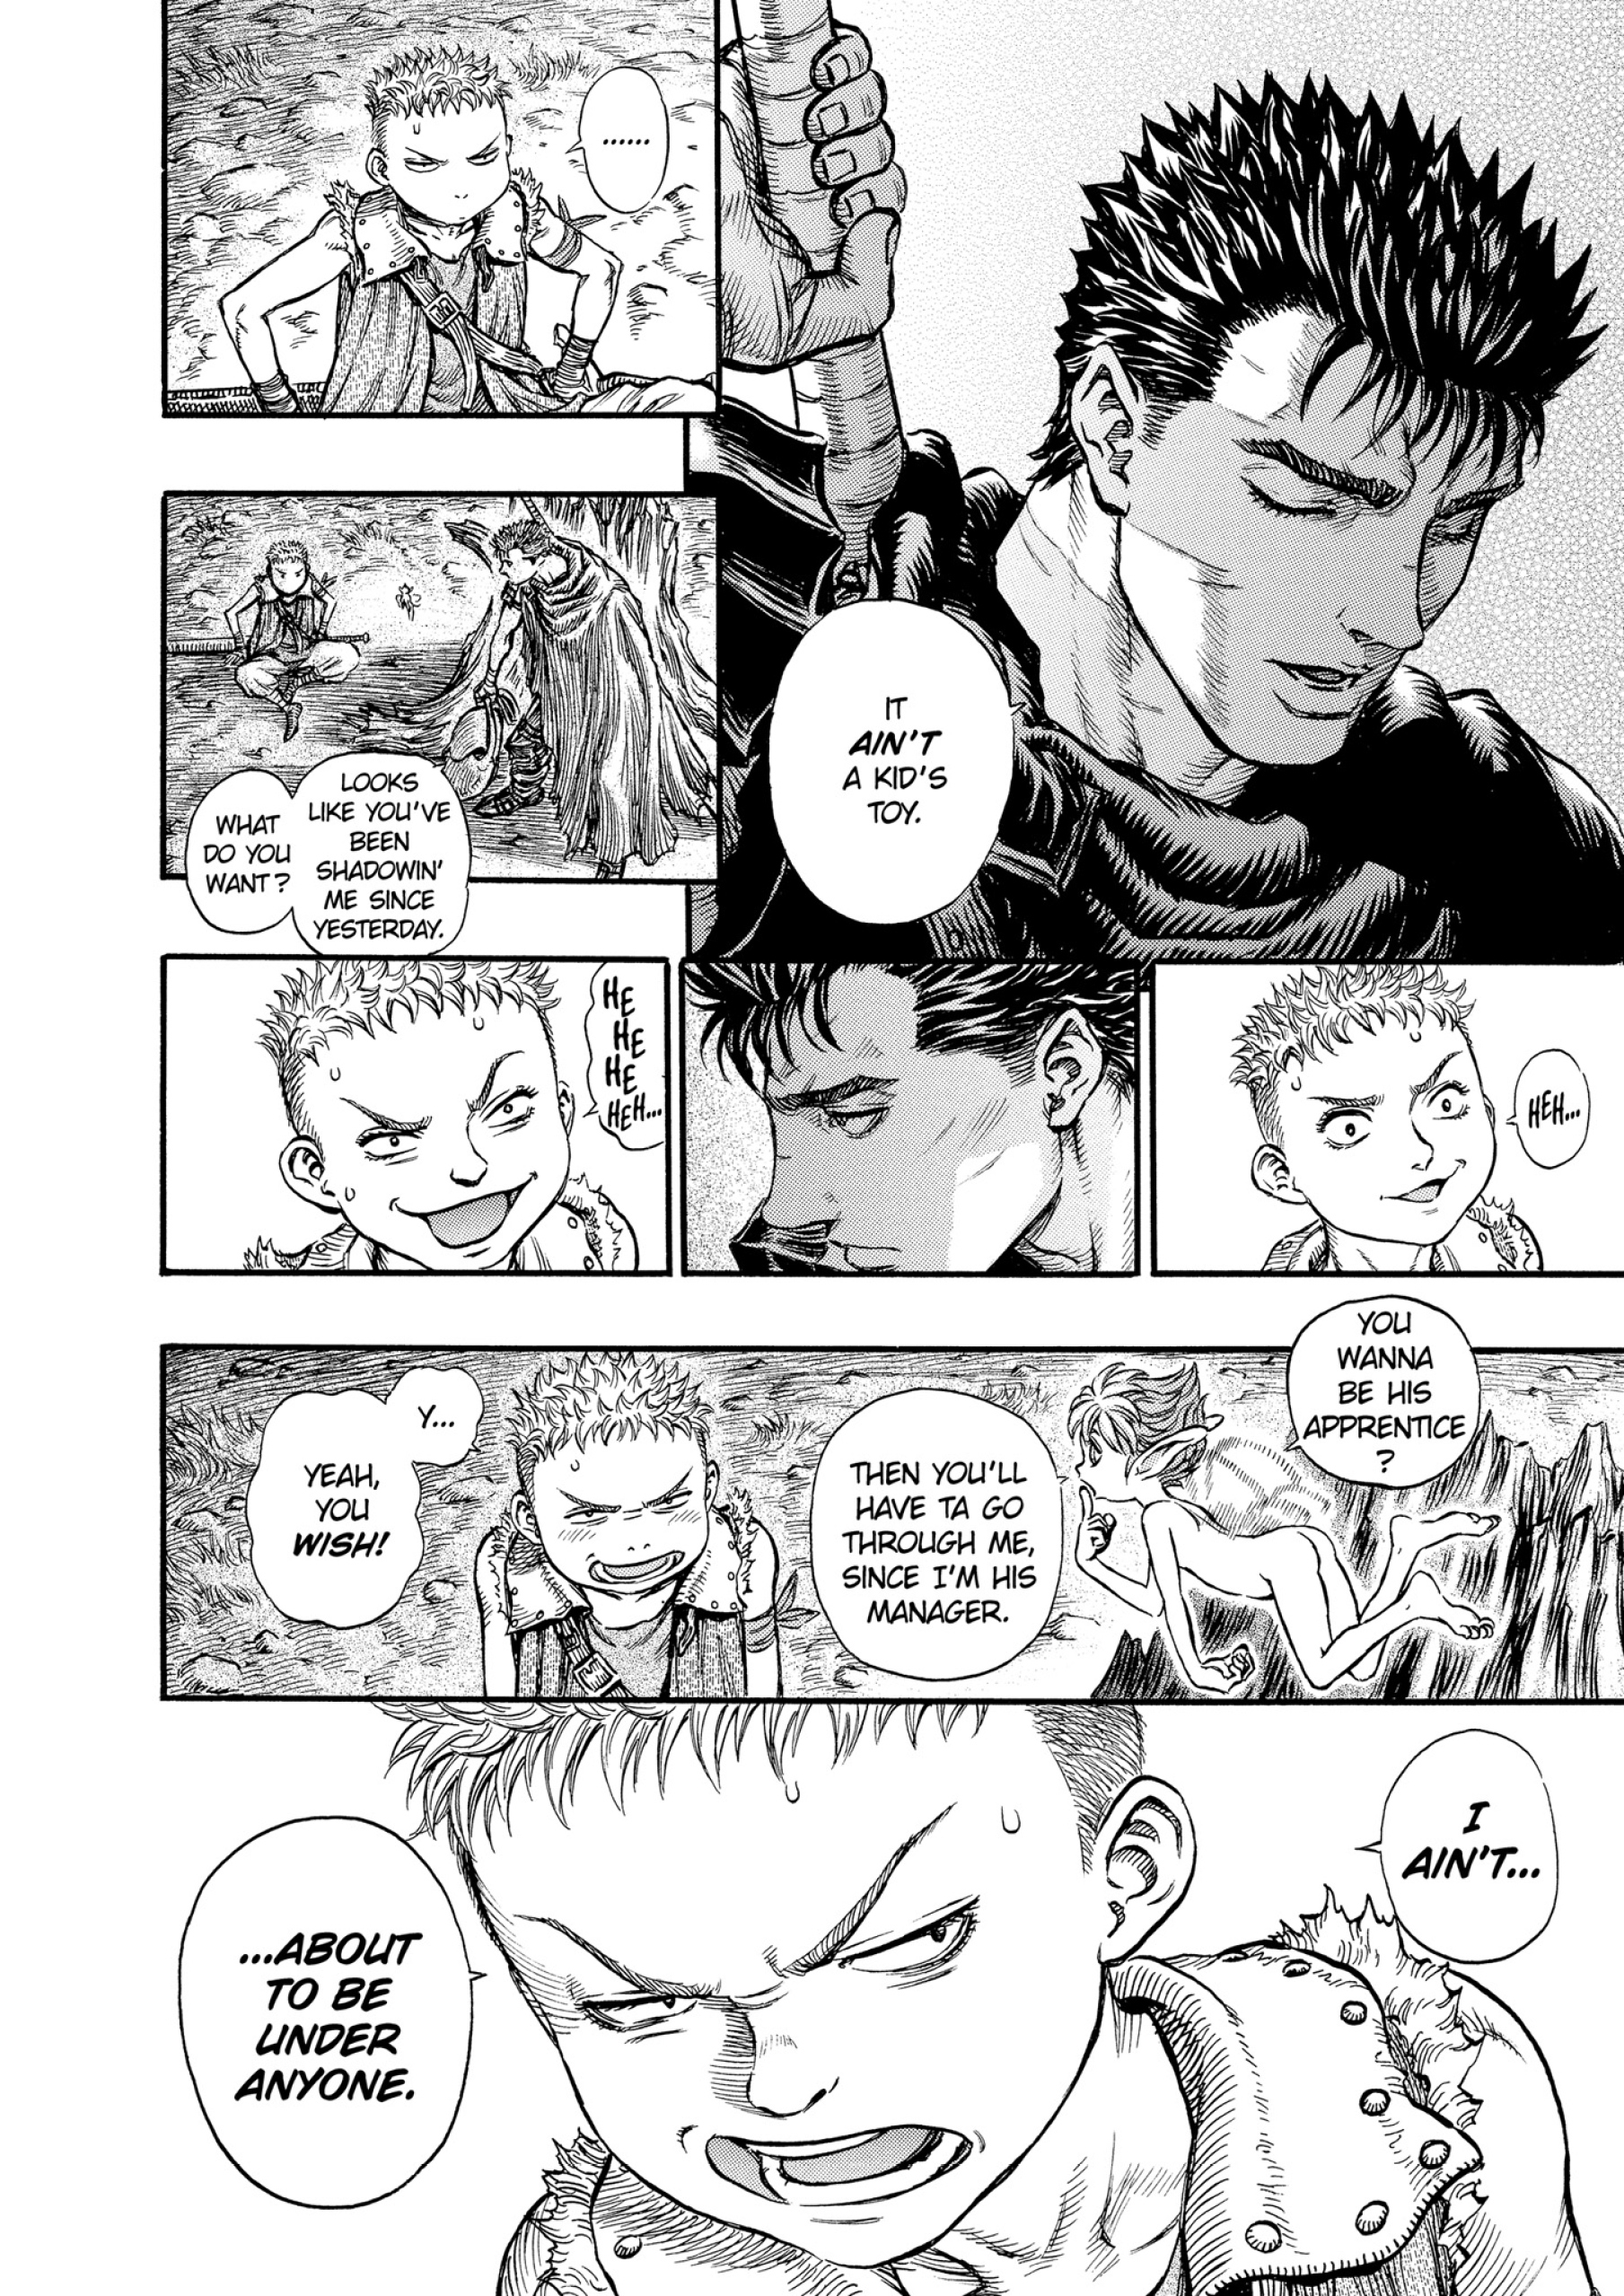 IT
AIN'T
A KID'S
TOY.
......
LOOKS
LIKE YOU'VE
BEEN
SHADOWIN'
ME SINCE
YESTERDAY.
WHAT
DO YOU
WANT?
HEH...
HE
HE
HE
HEH...
YOU
WANNA
BE HIS
APPRENTICE
?
THEN YOU'LL
HAVE TA GO
THROUGH ME,
SINCE I'M HIS
MANAGER.
Y...
YEAH,
YOU
WISH!
I
AIN'T...
...ABOUT
TO BE
UNDER
ANYONE.